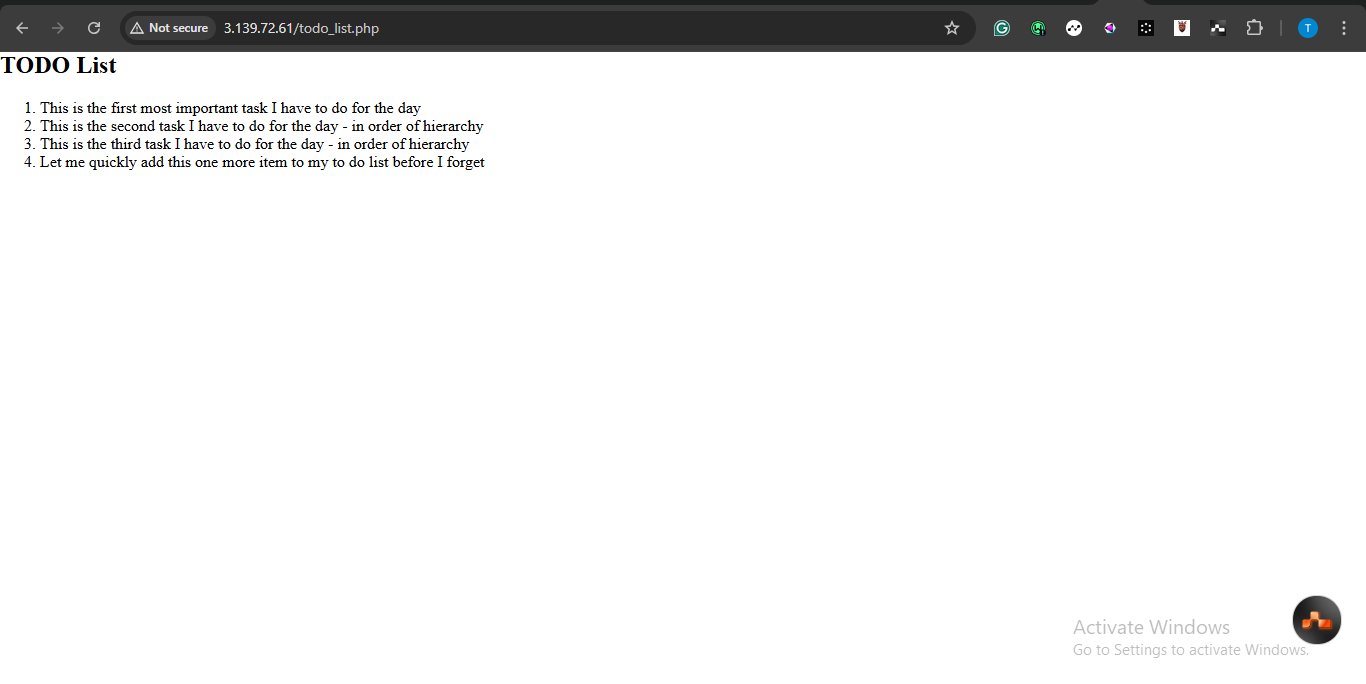 Not secure
3.139.72.61/todo_list.php
T
TODO List
1. This is the first most important task I have to do for the day
2. This is the second task I have to do for the day - in order of hierarchy
3. This is the third task I have to do for the day - in order of hierarchy
4. Let me quickly add this one more item to my to do list before I forget
Activate Windows
Go to Settings to activate Windows.